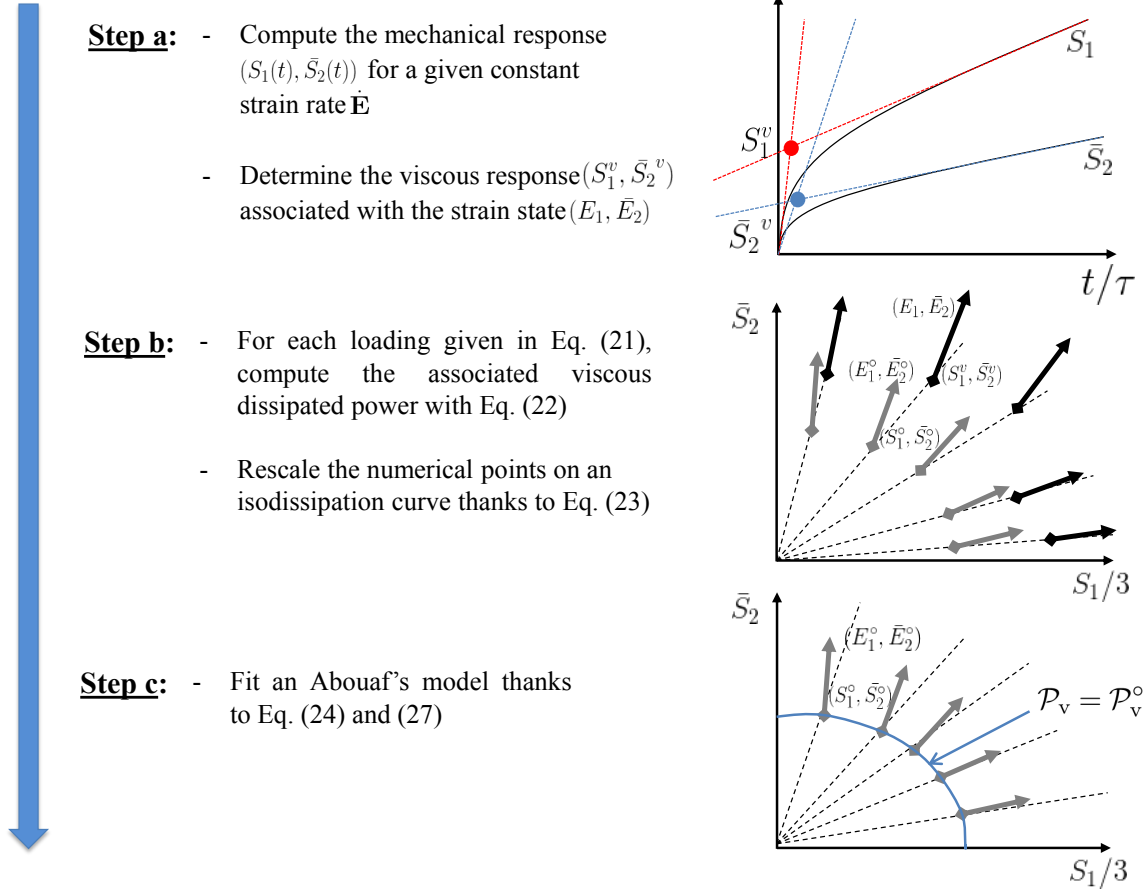 Step a: - Compute the mechanical response
(S₁(t), S̄₂(t)) for a given constant
strain rate Ė
- Determine the viscous response (S₁ᵛ, S̄₂ᵛ)
associated with the strain state (E₁, Ē₂)
S₁
S₁ᵛ
S̄₂
S̄₂ᵛ
t/τ
Step b: - For each loading given in Eq. (21),
compute the associated viscous
dissipated power with Eq. (22)
- Rescale the numerical points on an
isodissipation curve thanks to Eq. (23)
S̄₂
(E₁, Ē₂)
(E₁°, Ē₂°)
(S₁ᵛ, S̄₂ᵛ)
(S₁°, S̄₂°)
S₁/3
Step c: - Fit an Abouaf's model thanks
to Eq. (24) and (27)
S̄₂
(E₁°, Ē₂°)
(S₁°, S̄₂°)
𝒫ᵥ = 𝒫ᵥ°
S₁/3